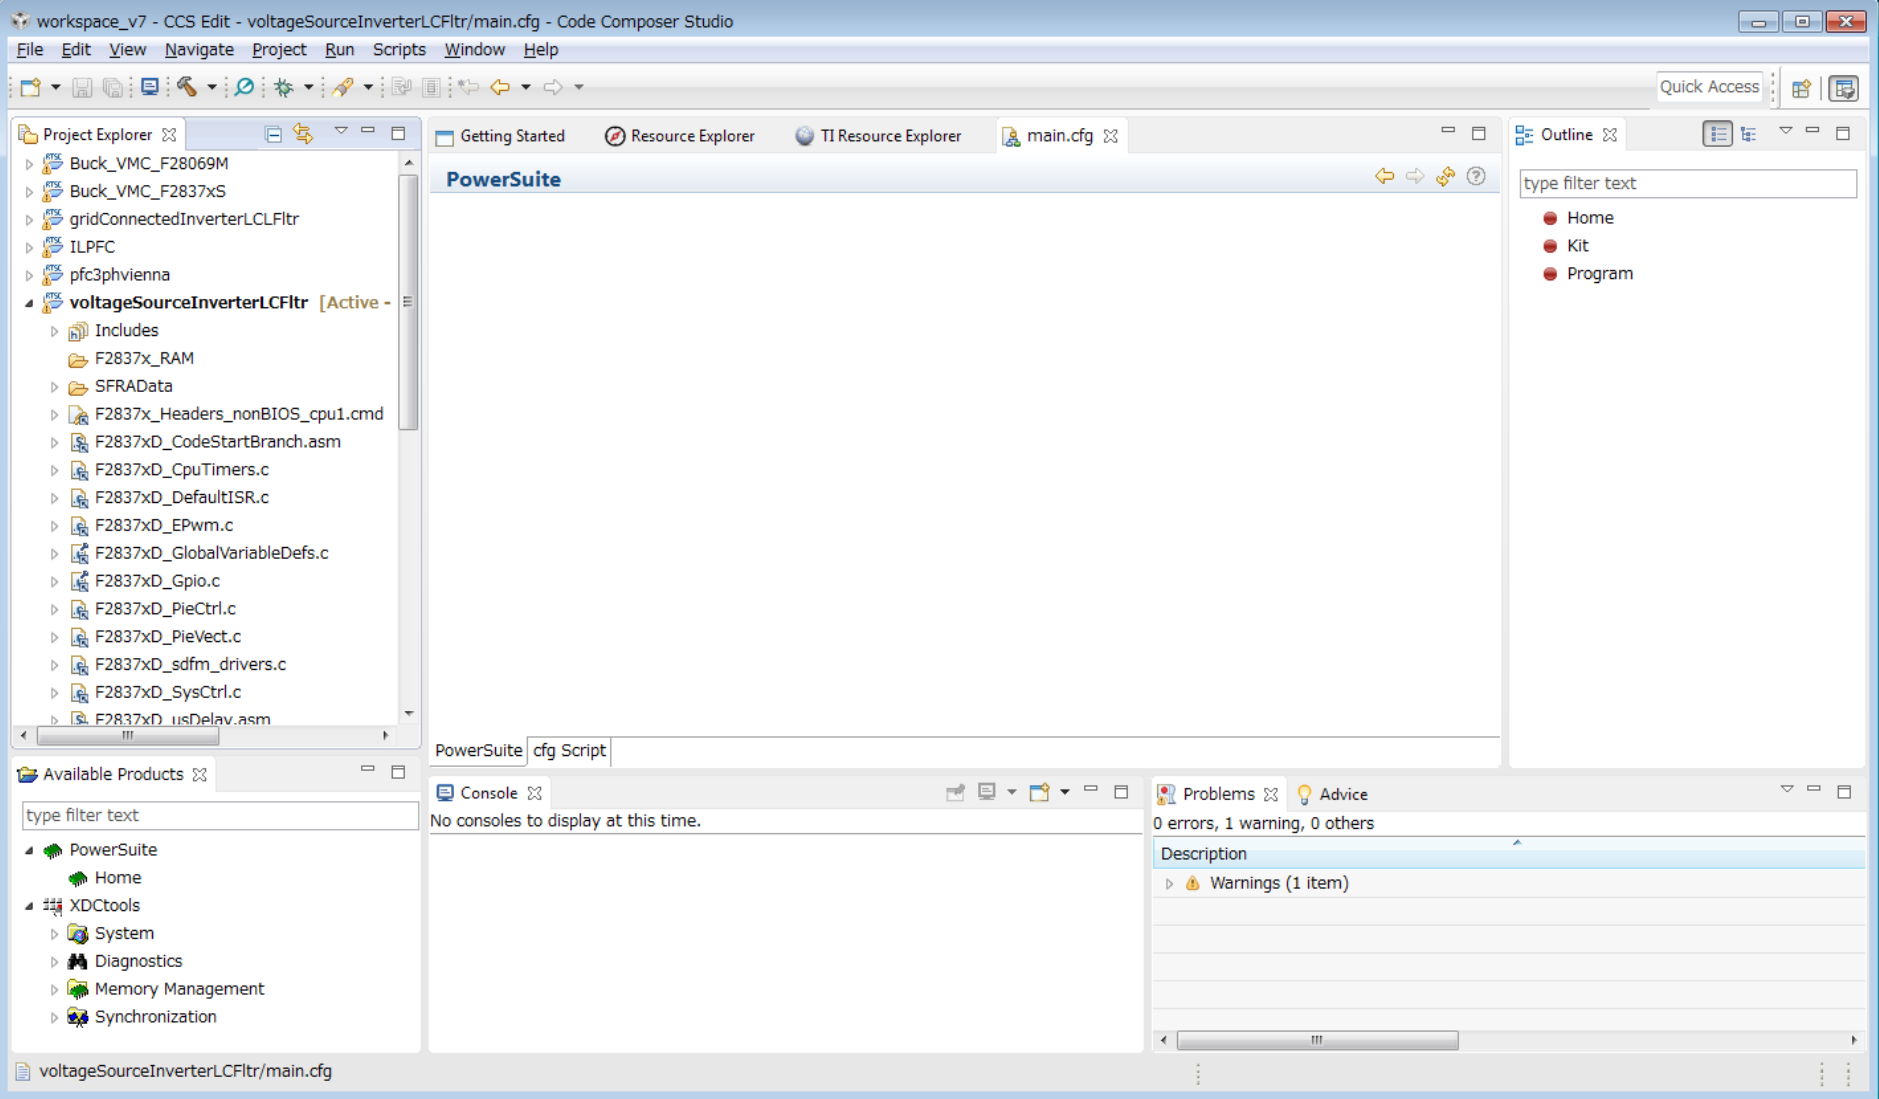 workspace_v7 - CCS Edit - voltageSourceInverterLCFltr/main.cfg - Code Composer Studio
File Edit View Navigate Project Run Scripts Window Help
Quick Access
Project Explorer
Buck_VMC_F28069M
Buck_VMC_F2837xS
gridConnectedInverterLCLFltr
ILPFC
pfc3phvienna
voltageSourceInverterLCFltr [Active -
Includes
F2837x_RAM
SFRAData
F2837x_Headers_nonBIOS_cpu1.cmd
F2837xD_CodeStartBranch.asm
F2837xD_CpuTimers.c
F2837xD_DefaultISR.c
F2837xD_EPwm.c
F2837xD_GlobalVariableDefs.c
F2837xD_Gpio.c
F2837xD_PieCtrl.c
F2837xD_PieVect.c
F2837xD_sdfm_drivers.c
F2837xD_SysCtrl.c
F2837xD_usDelay.asm
Getting Started Resource Explorer TI Resource Explorer main.cfg
PowerSuite
PowerSuite cfg Script
Outline
type filter text
Home
Kit
Program
Available Products
type filter text
PowerSuite
Home
XDCtools
System
Diagnostics
Memory Management
Synchronization
Console
No consoles to display at this time.
Problems Advice
0 errors, 1 warning, 0 others
Description
Warnings (1 item)
voltageSourceInverterLCFltr/main.cfg